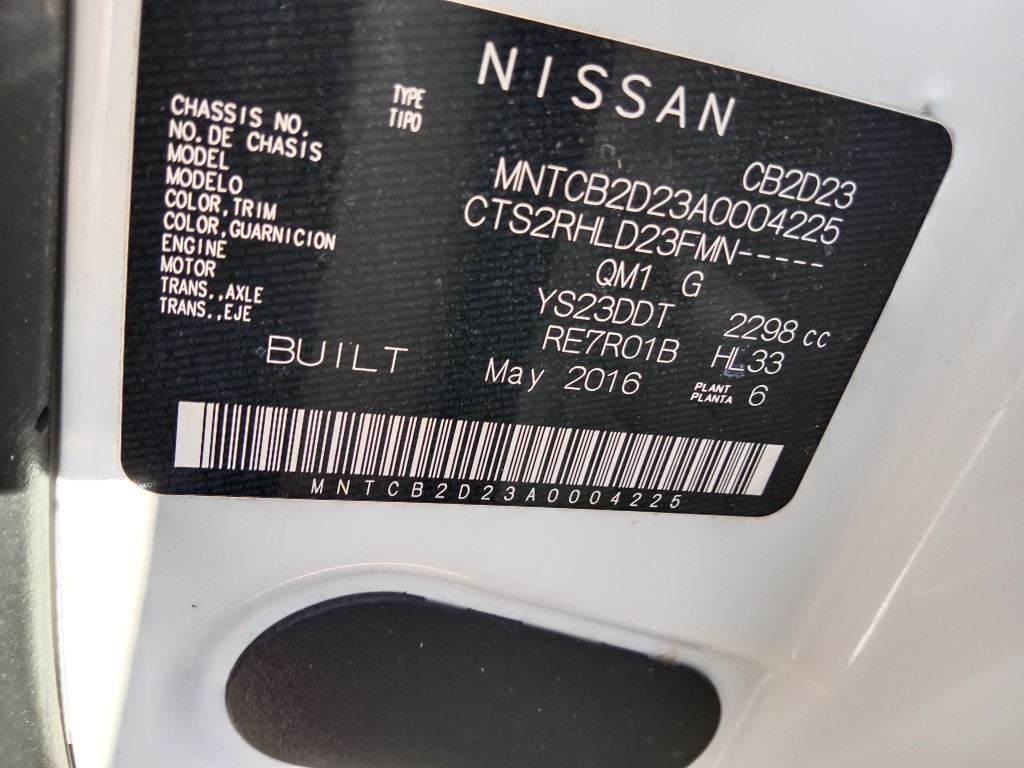 NISSAN
TYPE
TIPO CB2D23
CHASSIS NO.
NO. DE CHASIS MNTCB2D23A0004225
MODEL
MODELO CTS2RHLD23FMN-----
COLOR, TRIM
COLOR, GUARNICION QM1 G
ENGINE
MOTOR YS23DDT 2298 cc
TRANS., AXLE
TRANS., EJE RE7R01B HL33
BUILT May 2016 PLANT
PLANTA 6
MNTCB2D23A0004225